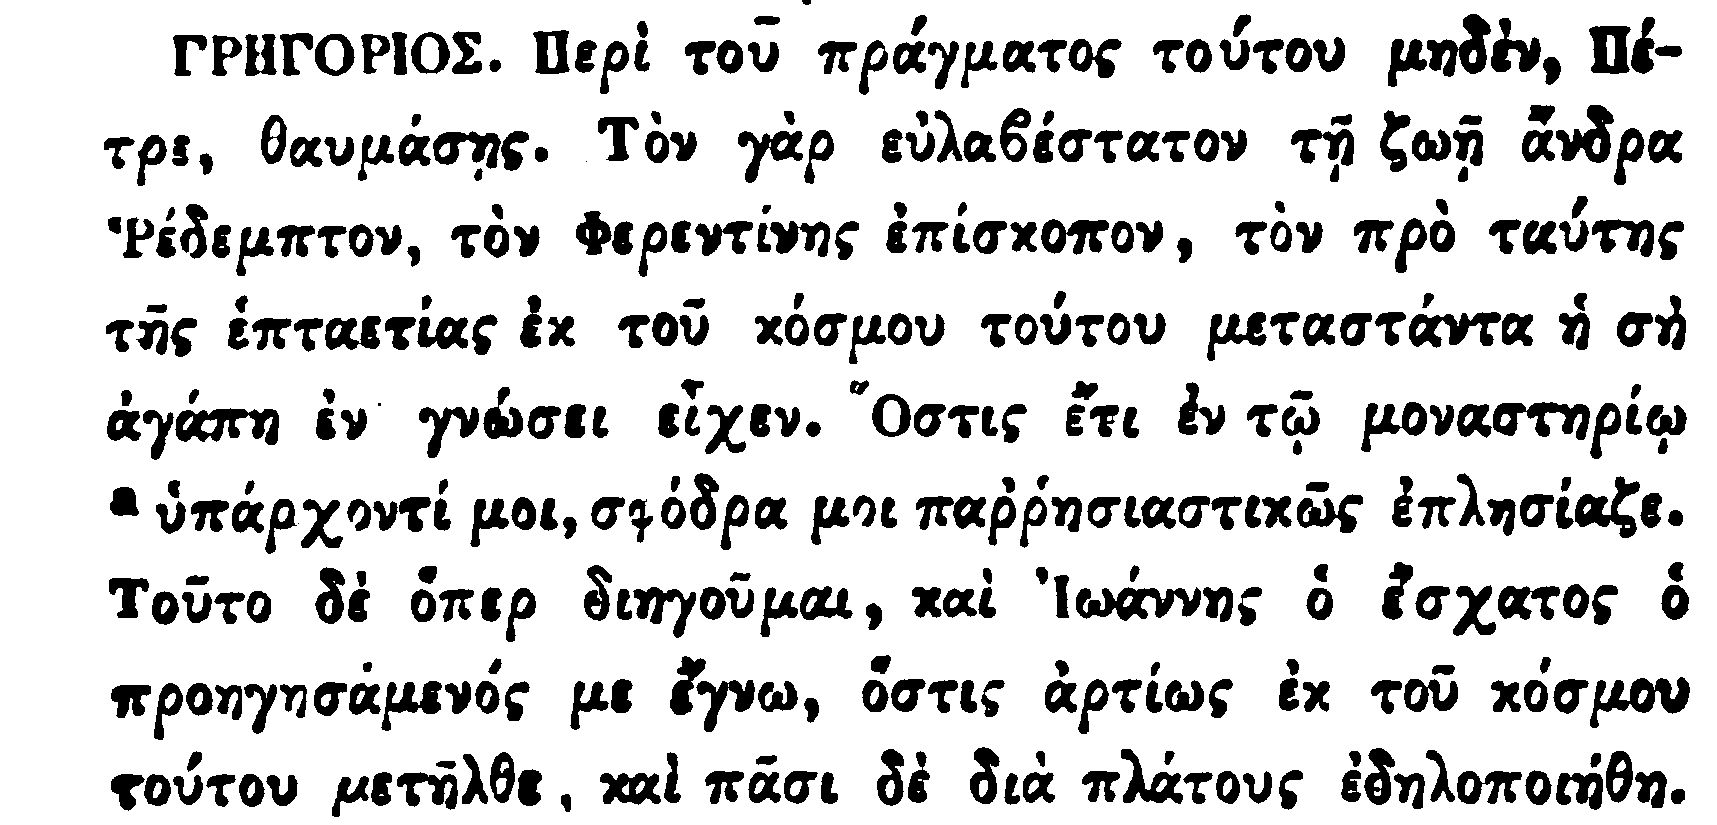 ΓΡΗΓΟΡΙΟΣ. Περὶ τοῦ πράγματος τούτου μηδὲν, Πέ-
τρε, θαυμάσῃς. Τὸν γὰρ εὐλαβέστατον τῇ ζωῇ ἄνδρα
Ῥέδεμπτον, τὸν Φερεντίνης ἐπίσκοπον, τὸν πρὸ ταύτης
τῆς ἑπταετίας ἐκ τοῦ κόσμου τούτου μεταστάντα ἡ σὴ
ἀγάπη ἐν γνώσει εἶχεν. Ὅστις ἔτι ἐν τῷ μοναστηρίῳ
a ὑπάρχοντί μοι, σφόδρα μοι παῤῥησιαστικῶς ἐπλησίαζε.
Τοῦτο δὲ ὅπερ διηγοῦμαι, καὶ Ἰωάννης ὁ ἔσχατος ὁ
προηγησάμενός με ἔγνω, ὅστις ἀρτίως ἐκ τοῦ κόσμου
τούτου μετῆλθε, καὶ πᾶσι δὲ διὰ πλάτους ἐδηλοποιήθη.